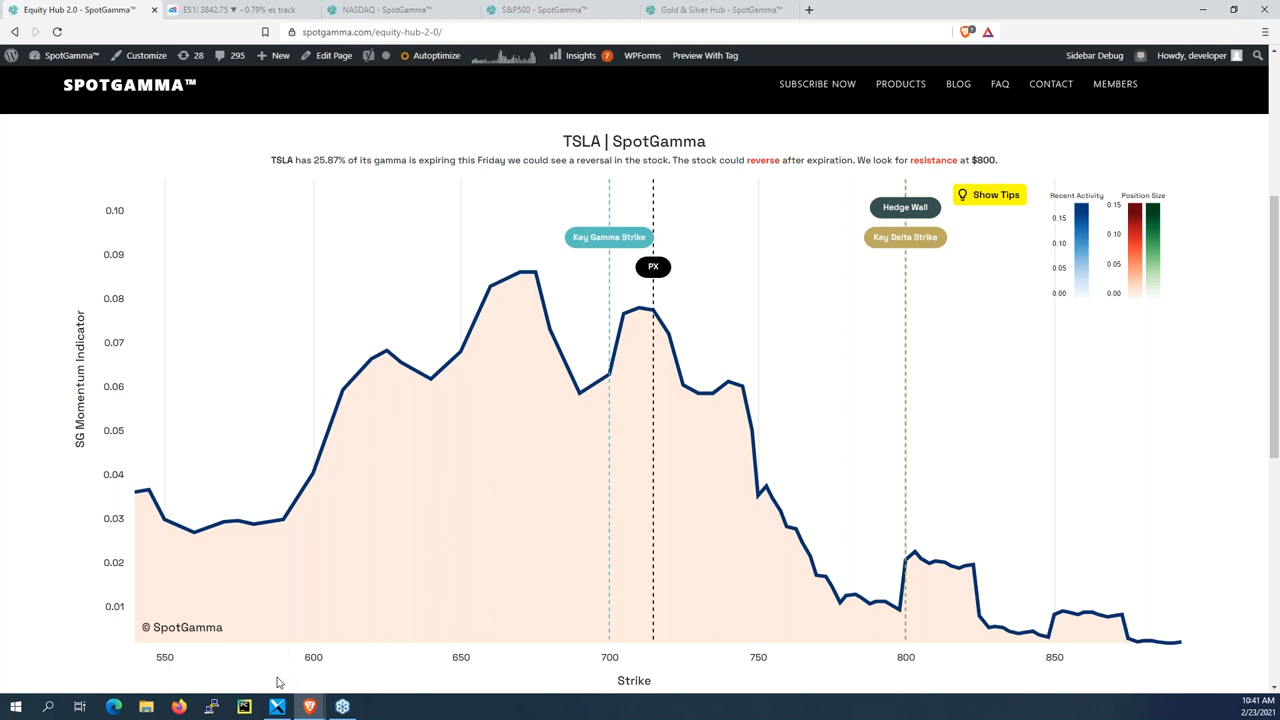 Equity Hub 2.0 - SpotGamma
ES1! 3842.75 ▼ −0.79% es track
NASDAQ - SpotGamma™
S&P500 - SpotGamma™
Gold & Silver Hub - SpotGamma™
spotgamma.com/equity-hub-2-0/
SpotGamma™ Customize 28 295 New Edit Page Autoptimize Insights 7 WPForms Preview With Tag Sidebar Debug Howdy, developer
SPOTGAMMA™ SUBSCRIBE NOW PRODUCTS BLOG FAQ CONTACT MEMBERS
TSLA | SpotGamma
TSLA has 25.87% of its gamma is expiring this Friday we could see a reversal in the stock. The stock could reverse after expiration. We look for resistance at $800.
Show Tips
Recent Activity Position Size
Hedge Wall
Key Gamma Strike
Key Delta Strike
PX
0.15
0.10
0.05
0.00
0.15
0.10
0.05
0.00
SG Momentum Indicator
0.10
0.09
0.08
0.07
0.06
0.05
0.04
0.03
0.02
0.01
© SpotGamma
550 600 650 700 750 800 850
Strike
10:41 AM
2/23/2021